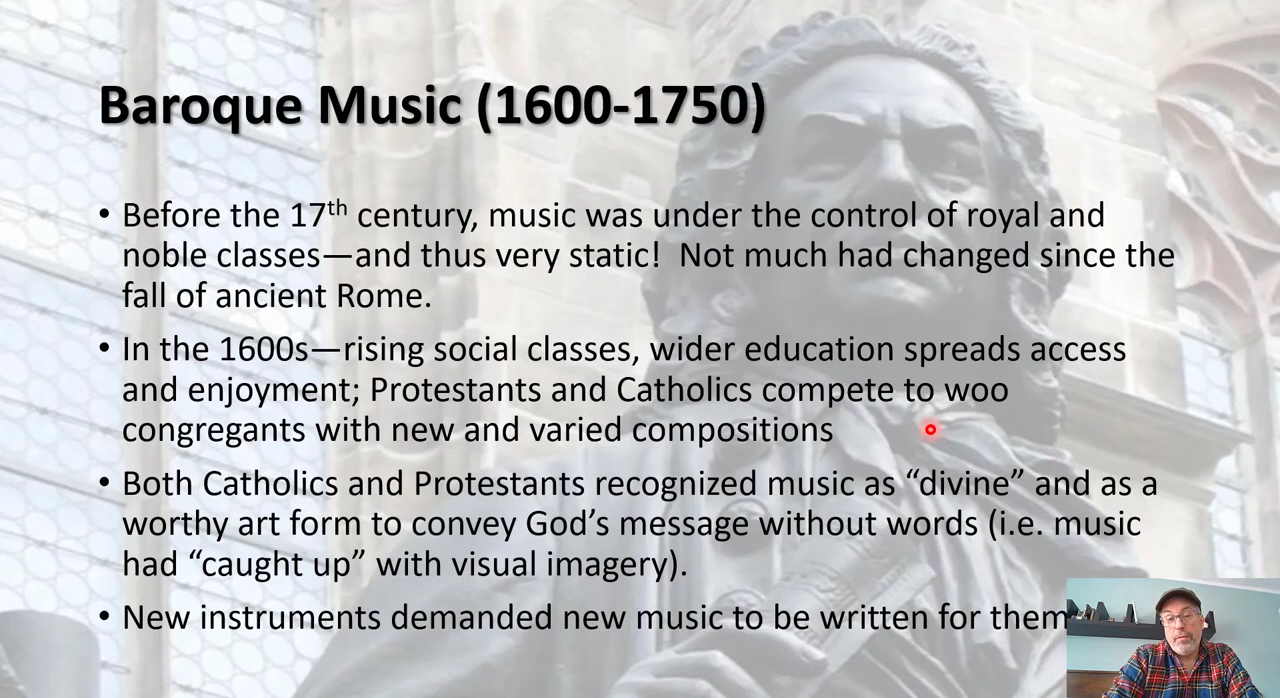 Baroque Music (1600-1750)
• Before the 17th century, music was under the control of royal and
noble classes—and thus very static!  Not much had changed since the
fall of ancient Rome.
• In the 1600s—rising social classes, wider education spreads access
and enjoyment; Protestants and Catholics compete to woo
congregants with new and varied compositions
• Both Catholics and Protestants recognized music as “divine” and as a
worthy art form to convey God’s message without words (i.e. music
had “caught up” with visual imagery).
• New instruments demanded new music to be written for them